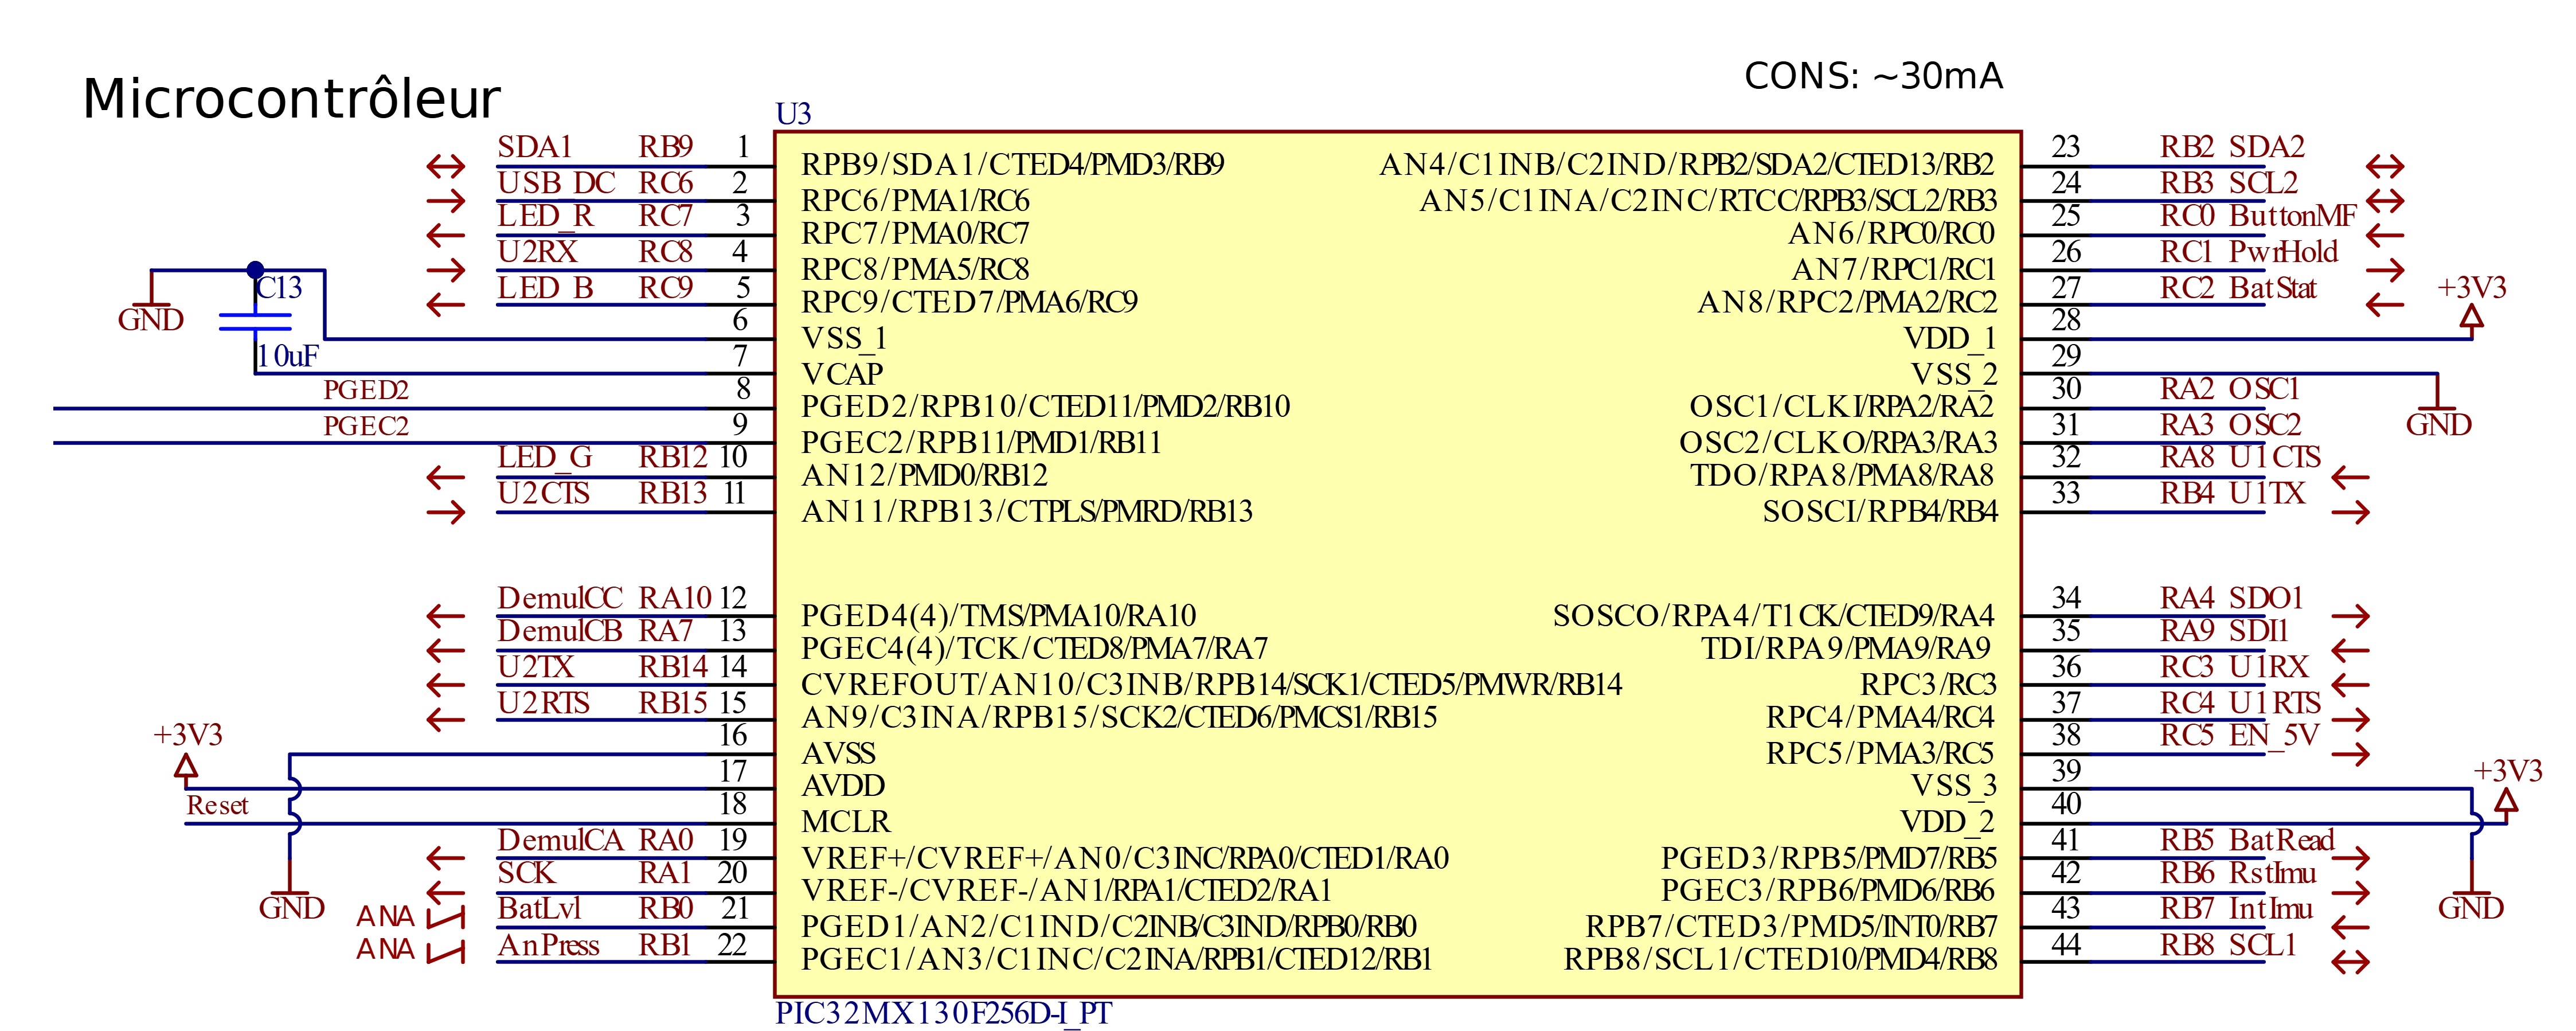 Microcontrôleur
CONS: ~30mA
U3
SDA1 RB9 1 RPB9/SDA1/CTED4/PMD3/RB9
USB_DC RC6 2 RPC6/PMA1/RC6
LED_R RC7 3 RPC7/PMA0/RC7
U2RX RC8 4 RPC8/PMA5/RC8
LED_B RC9 5 RPC9/CTED7/PMA6/RC9
6 VSS_1
7 VCAP
GND
C13
10uF
PGED2 8 PGED2/RPB10/CTED11/PMD2/RB10
PGEC2 9 PGEC2/RPB11/PMD1/RB11
LED_G RB12 10 AN12/PMD0/RB12
U2CTS RB13 11 AN11/RPB13/CTPLS/PMRD/RB13
DemulCC RA10 12 PGED4(4)/TMS/PMA10/RA10
DemulCB RA7 13 PGEC4(4)/TCK/CTED8/PMA7/RA7
U2TX RB14 14 CVREFOUT/AN10/C3INB/RPB14/SCK1/CTED5/PMWR/RB14
U2RTS RB15 15 AN9/C3INA/RPB15/SCK2/CTED6/PMCS1/RB15
16 AVSS
+3V3
17 AVDD
Reset 18 MCLR
DemulCA RA0 19 VREF+/CVREF+/AN0/C3INC/RPA0/CTED1/RA0
SCK RA1 20 VREF-/CVREF-/AN1/RPA1/CTED2/RA1
GND
ANA BatLvl RB0 21 PGED1/AN2/C1IND/C2INB/C3IND/RPB0/RB0
ANA AnPress RB1 22 PGEC1/AN3/C1INC/C2INA/RPB1/CTED12/RB1
AN4/C1INB/C2IND/RPB2/SDA2/CTED13/RB2 23 RB2 SDA2
AN5/C1INA/C2INC/RTCC/RPB3/SCL2/RB3 24 RB3 SCL2
AN6/RPC0/RC0 25 RC0 ButtonMF
AN7/RPC1/RC1 26 RC1 PwrHold
AN8/RPC2/PMA2/RC2 27 RC2 BatStat
VDD_1 28 +3V3
VSS_2 29 GND
OSC1/CLKI/RPA2/RA2 30 RA2 OSC1
OSC2/CLKO/RPA3/RA3 31 RA3 OSC2
TDO/RPA8/PMA8/RA8 32 RA8 U1CTS
SOSCI/RPB4/RB4 33 RB4 U1TX
SOSCO/RPA4/T1CK/CTED9/RA4 34 RA4 SDO1
TDI/RPA9/PMA9/RA9 35 RA9 SDI1
RPC3/RC3 36 RC3 U1RX
RPC4/PMA4/RC4 37 RC4 U1RTS
RPC5/PMA3/RC5 38 RC5 EN_5V
VSS_3 39
VDD_2 40 +3V3
PGED3/RPB5/PMD7/RB5 41 RB5 BatRead
PGEC3/RPB6/PMD6/RB6 42 RB6 RstImu
GND
RPB7/CTED3/PMD5/INT0/RB7 43 RB7 IntImu
RPB8/SCL1/CTED10/PMD4/RB8 44 RB8 SCL1
PIC32MX130F256D-I_PT